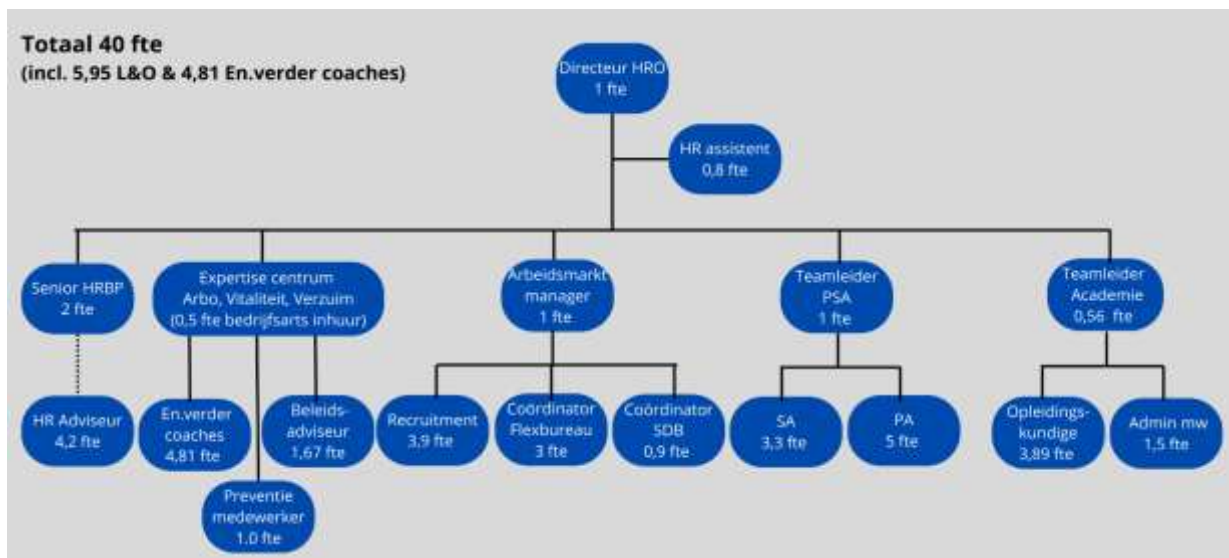 Totaal 40 fte
(incl. 5,95 L&O & 4,81 En.verder coaches)
Directeur HRO
1 fte
HR assistent
0,8 fte
Senior HRBP
2 fte
Expertise centrum
Arbo, Vitaliteit, Verzuim
(0,5 fte bedrijfsarts inhuur)
Arbeidsmarkt
manager
1 fte
Teamleider
PSA
1 fte
Teamleider
Academie
0,56 fte
HR Adviseur
4,2 fte
En.verder
coaches
4,81 fte
Beleids-
adviseur
1,67 fte
Recruitment
3,9 fte
Coördinator
Flexbureau
3 fte
Coördinator
SDB
0,9 fte
SA
3,3 fte
PA
5 fte
Opleidings-
kundige
3,89 fte
Admin mw
1,5 fte
Preventie
medewerker
1.0 fte